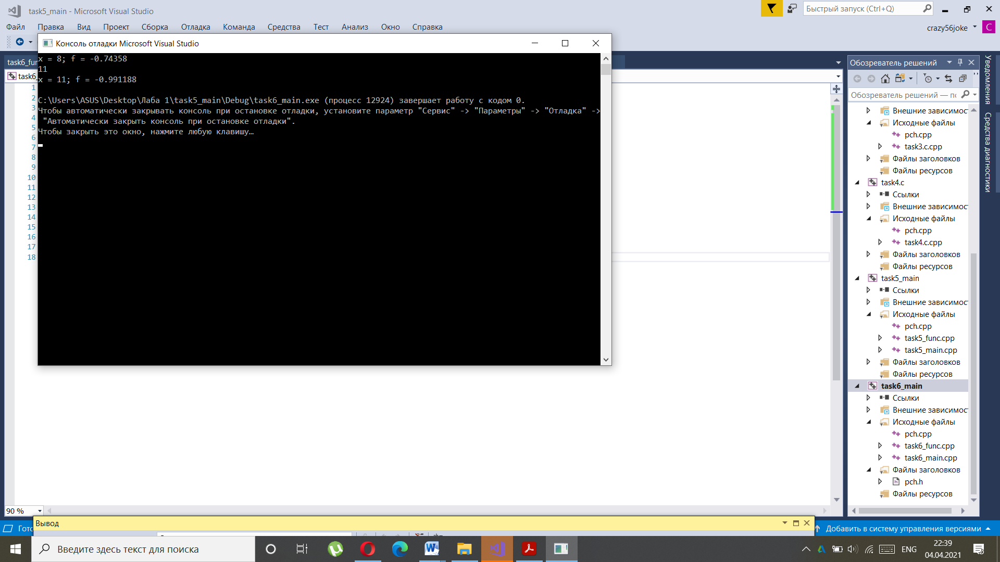 task5_main - Microsoft Visual Studio
Быстрый запуск (Ctrl+Q)
Файл Правка Вид Проект Сборка Отладка Команда Средства Тест Анализ Окно Справка
crazy56joke C
Консоль отладки Microsoft Visual Studio
x = 8; f = -0.74358
11
x = 11; f = -0.991188
C:\Users\ASUS\Desktop\Лаба 1\task5_main\Debug\task6_main.exe (процесс 12924) завершает работу с кодом 0.
Чтобы автоматически закрывать консоль при остановке отладки, установите параметр "Сервис" -> "Параметры" -> "Отладка" ->
"Автоматически закрыть консоль при остановке отладки".
Чтобы закрыть это окно, нажмите любую клавишу…
task6_fur
task6_
1
2
3
4
5
6
7
8
9
10
11
12
13
14
15
16
17
18
90 %
Обозреватель решений
Обозреватель решений — по
Внешние зависимост
Исходные файлы
pch.cpp
task3.c.cpp
Файлы заголовков
Файлы ресурсов
task4.c
Ссылки
Внешние зависимост
Исходные файлы
pch.cpp
task4.c.cpp
Файлы заголовков
Файлы ресурсов
task5_main
Ссылки
Внешние зависимост
Исходные файлы
pch.cpp
task5_func.cpp
task5_main.cpp
Файлы заголовков
Файлы ресурсов
task6_main
Ссылки
Внешние зависимост
Исходные файлы
pch.cpp
task6_func.cpp
task6_main.cpp
Файлы заголовков
pch.h
Файлы ресурсов
Уведомления
Средства диагностики
Вывод
Гото
Добавить в систему управления версиями
Введите здесь текст для поиска
ENG
22:39
04.04.2021